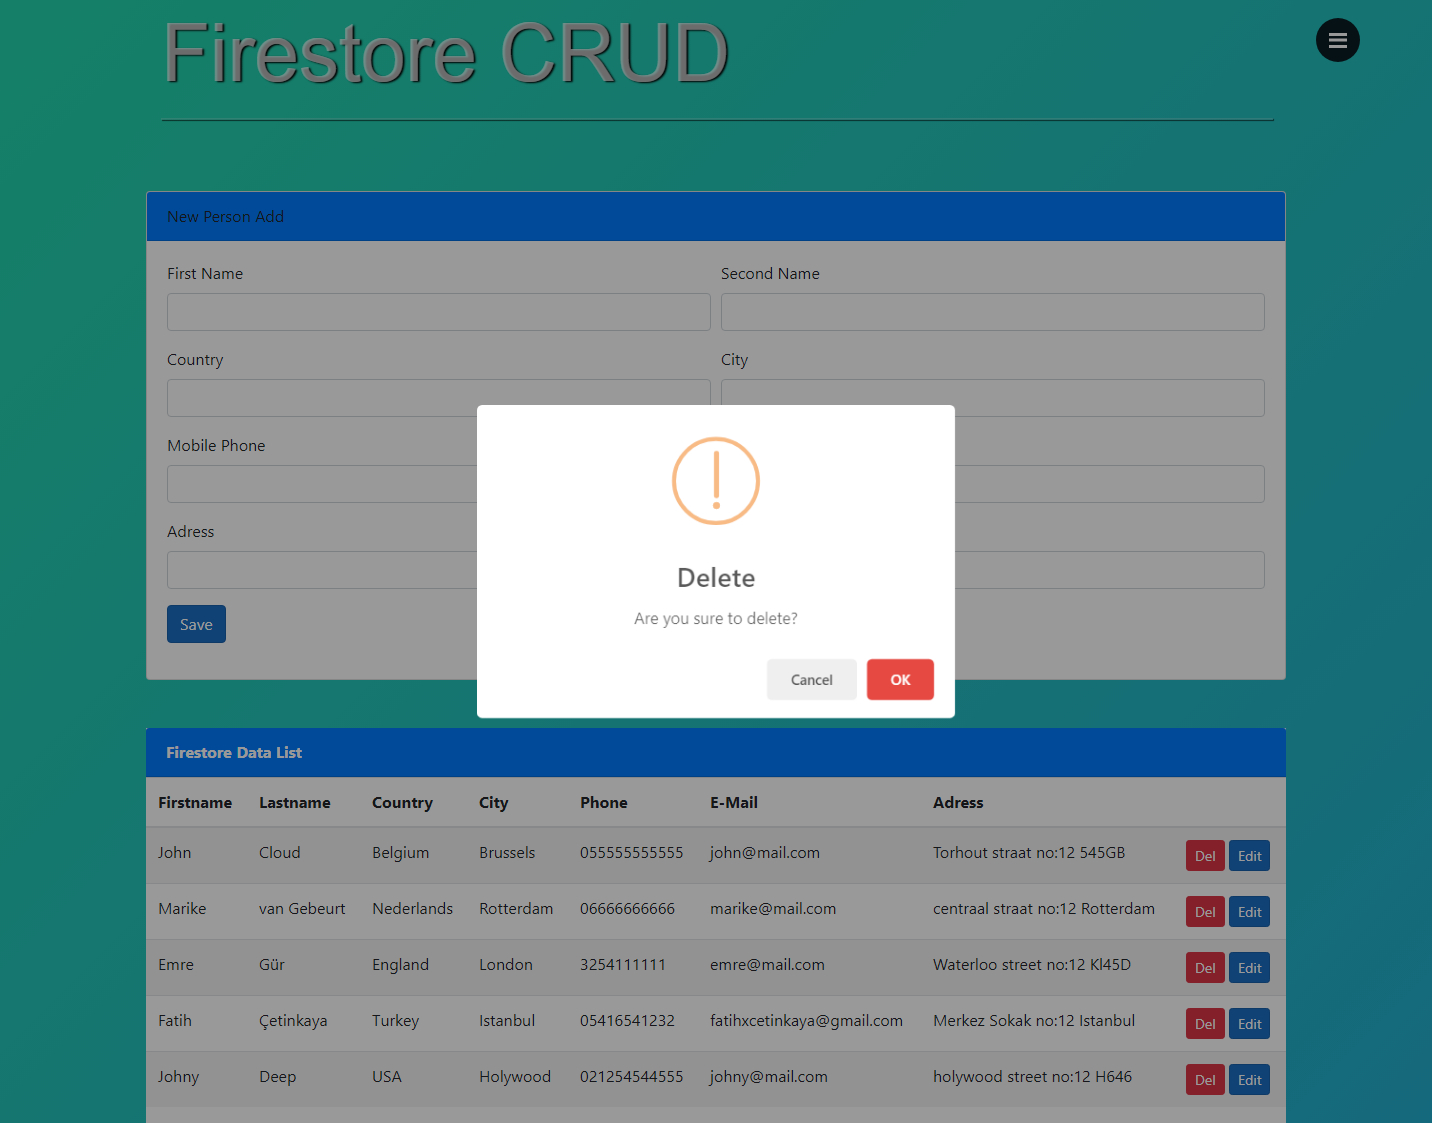 Firestore CRUD
New Person Add
First Name Second Name
Country City
Mobile Phone
Adress
Save
Delete
Are you sure to delete?
Cancel OK
Firestore Data List
Firstname Lastname Country City Phone E-Mail Adress
John Cloud Belgium Brussels 055555555555 john@mail.com Torhout straat no:12 545GB Del Edit
Marike van Gebeurt Nederlands Rotterdam 06666666666 marike@mail.com centraal straat no:12 Rotterdam Del Edit
Emre Gür England London 3254111111 emre@mail.com Waterloo street no:12 Kl45D Del Edit
Fatih Çetinkaya Turkey Istanbul 05416541232 fatihxcetinkaya@gmail.com Merkez Sokak no:12 Istanbul Del Edit
Johny Deep USA Holywood 021254544555 johny@mail.com holywood street no:12 H646 Del Edit